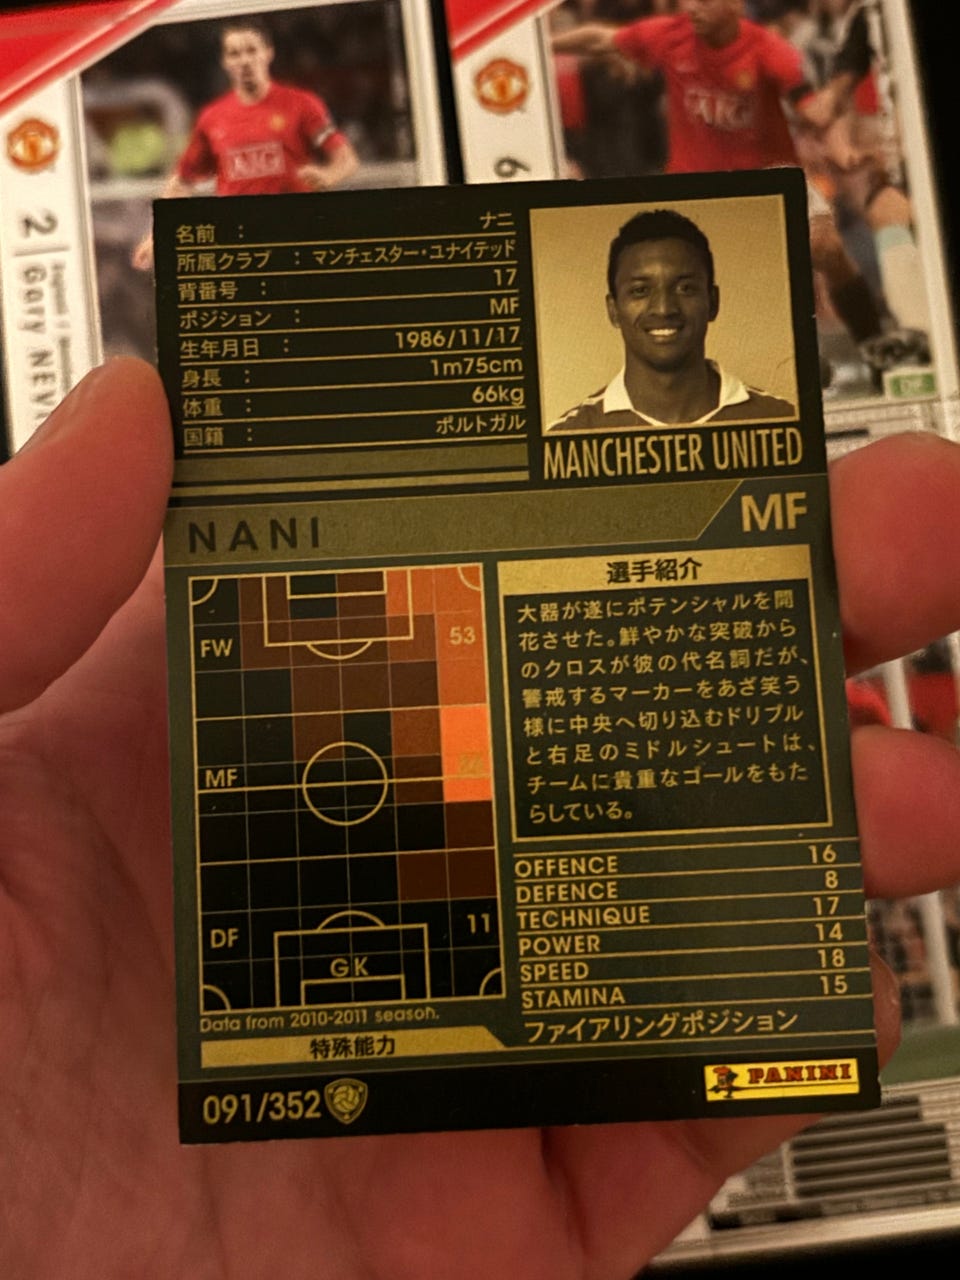 AIG
AIG
2
6
Gary NEV
名前 : ナニ
所属クラブ : マンチェスター・ユナイテッド
背番号 : 17
ポジション : MF
生年月日 : 1986/11/17
身長 : 1m75cm
体重 : 66kg
国籍 : ポルトガル
MANCHESTER UNITED
NANI
MF
FW
53
MF
DF
11
GK
Data from 2010-2011 season.
選手紹介
大器が遂にポテンシャルを開
花させた。鮮やかな突破から
のクロスが彼の代名詞だが、
警戒するマーカーをあざ笑う
様に中央へ切り込むドリブル
と右足のミドルシュートは、
チームに貴重なゴールをもた
らしている。
OFFENCE 16
DEFENCE 8
TECHNIQUE 17
POWER 14
SPEED 18
STAMINA 15
特殊能力
ファイアリングポジション
091/352
PANINI
DF